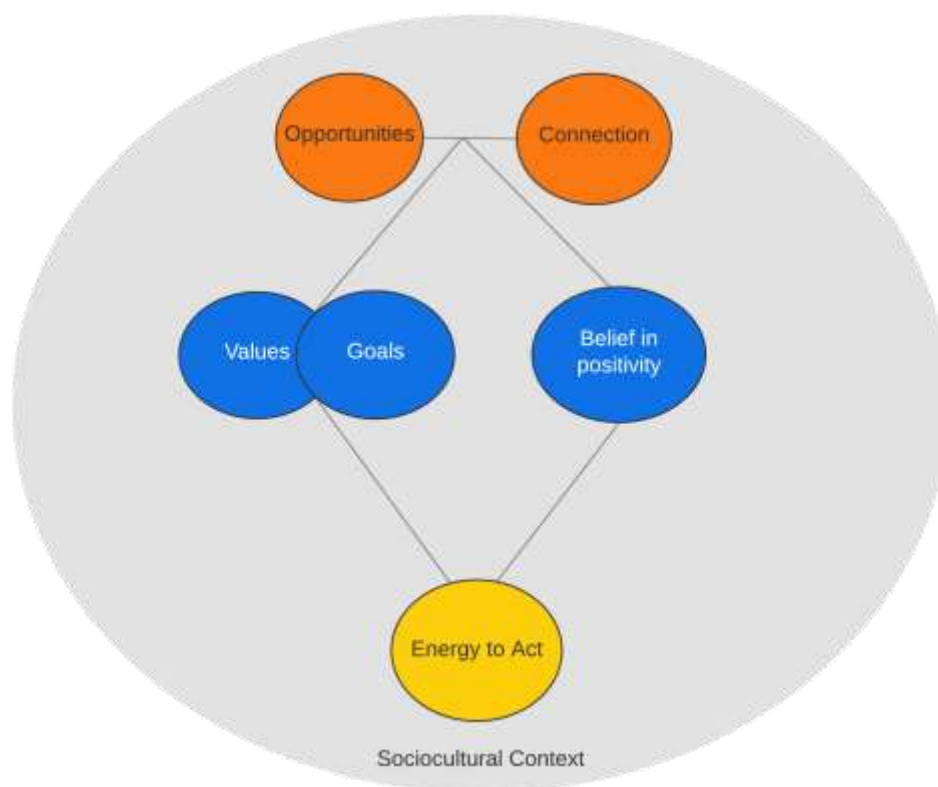 Opportunities
Connection
Values
Goals
Belief in
positivity
Energy to Act
Sociocultural Context